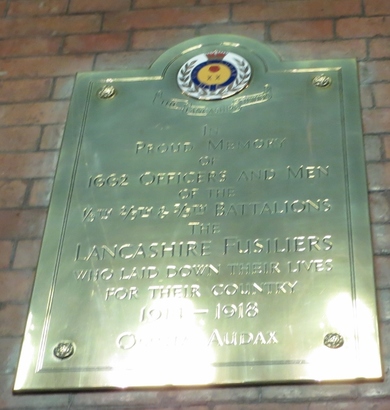 In
Proud Memory
of
1662 Officers and Men
of the
Battalions
The
Lancashire Fusiliers
who laid down their lives
for their country
1914 – 1918
Audax